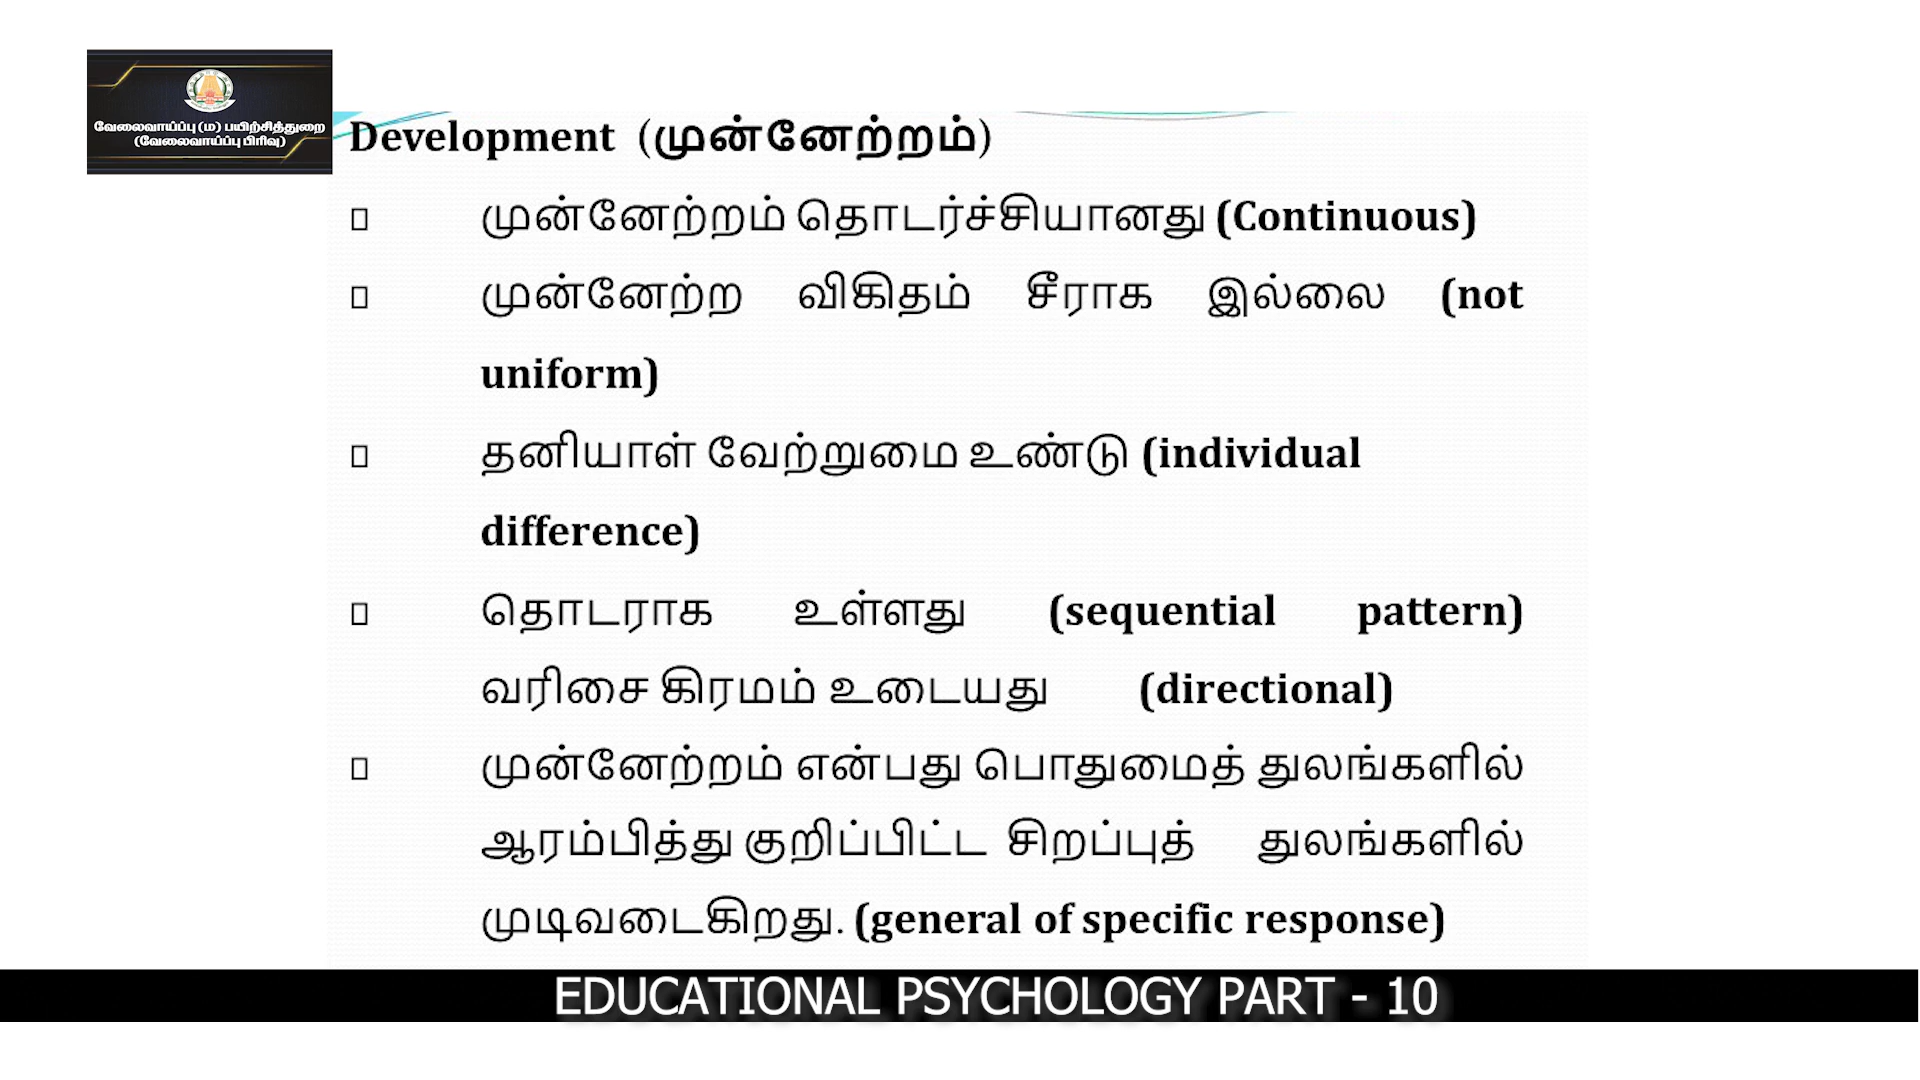 வேலைவாய்ப்பு (ம) பயிற்சித்துறை
(வேலைவாய்ப்பு பிரிவு)
Development (முன்னேற்றம்)
முன்னேற்றம் தொடர்ச்சியானது (Continuous)
முன்னேற்ற விகிதம் சீராக இல்லை (not
uniform)
தனியாள் வேற்றுமை உண்டு (individual
difference)
தொடராக உள்ளது (sequential pattern)
வரிசை கிரமம் உடையது (directional)
முன்னேற்றம் என்பது பொதுமைத் துலங்களில்
ஆரம்பித்து குறிப்பிட்ட சிறப்புத் துலங்களில்
முடிவடைகிறது. (general of specific response)
EDUCATIONAL PSYCHOLOGY PART - 10